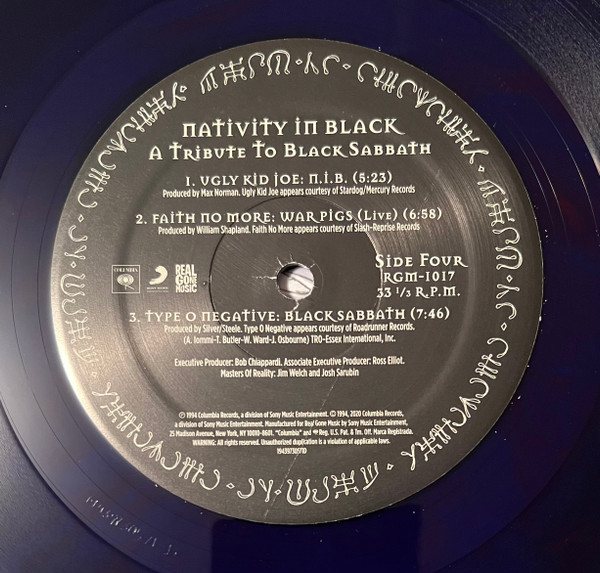 NATIVITY IN BLACK
A TRIBUTE TO BLACK SABBATH
1. UGLY KID JOE: N.I.B. (5:23)
Produced by Max Norman. Ugly Kid Joe appears courtesy of Stardog/Mercury Records
2. FAITH NO MORE: WAR PIGS (LIVE) (6:58)
Produced by William Shapland. Faith No More appears courtesy of Slash-Reprise Records
SIDE FOUR
RGM-1017
33 1/3 R.P.M.
COLUMBIA
REAL
GONE
MUSIC
3. TYPE O NEGATIVE: BLACK SABBATH (7:46)
Produced by Silver/Steele. Type O Negative appears courtesy of Roadrunner Records.
(A. Iommi-T. Butler-W. Ward-J. Osbourne) TRO-Essex International, Inc.
Executive Producer: Bob Chiappardi. Associate Executive Producer: Ross Elliot.
Masters Of Reality: Jim Welch and Josh Sarubin
℗ 1994 Columbia Records, a division of Sony Music Entertainment. © 1994, 2020 Columbia Records,
a division of Sony Music Entertainment. Manufactured for Real Gone Music by Sony Music Entertainment,
25 Madison Avenue, New York, NY, 10010-8601. "Columbia" and Reg. U.S. Pat. & Tm. Off. Marca Registrada.
WARNING: All rights reserved. Unauthorized duplication is a violation of applicable laws.
19439730571D